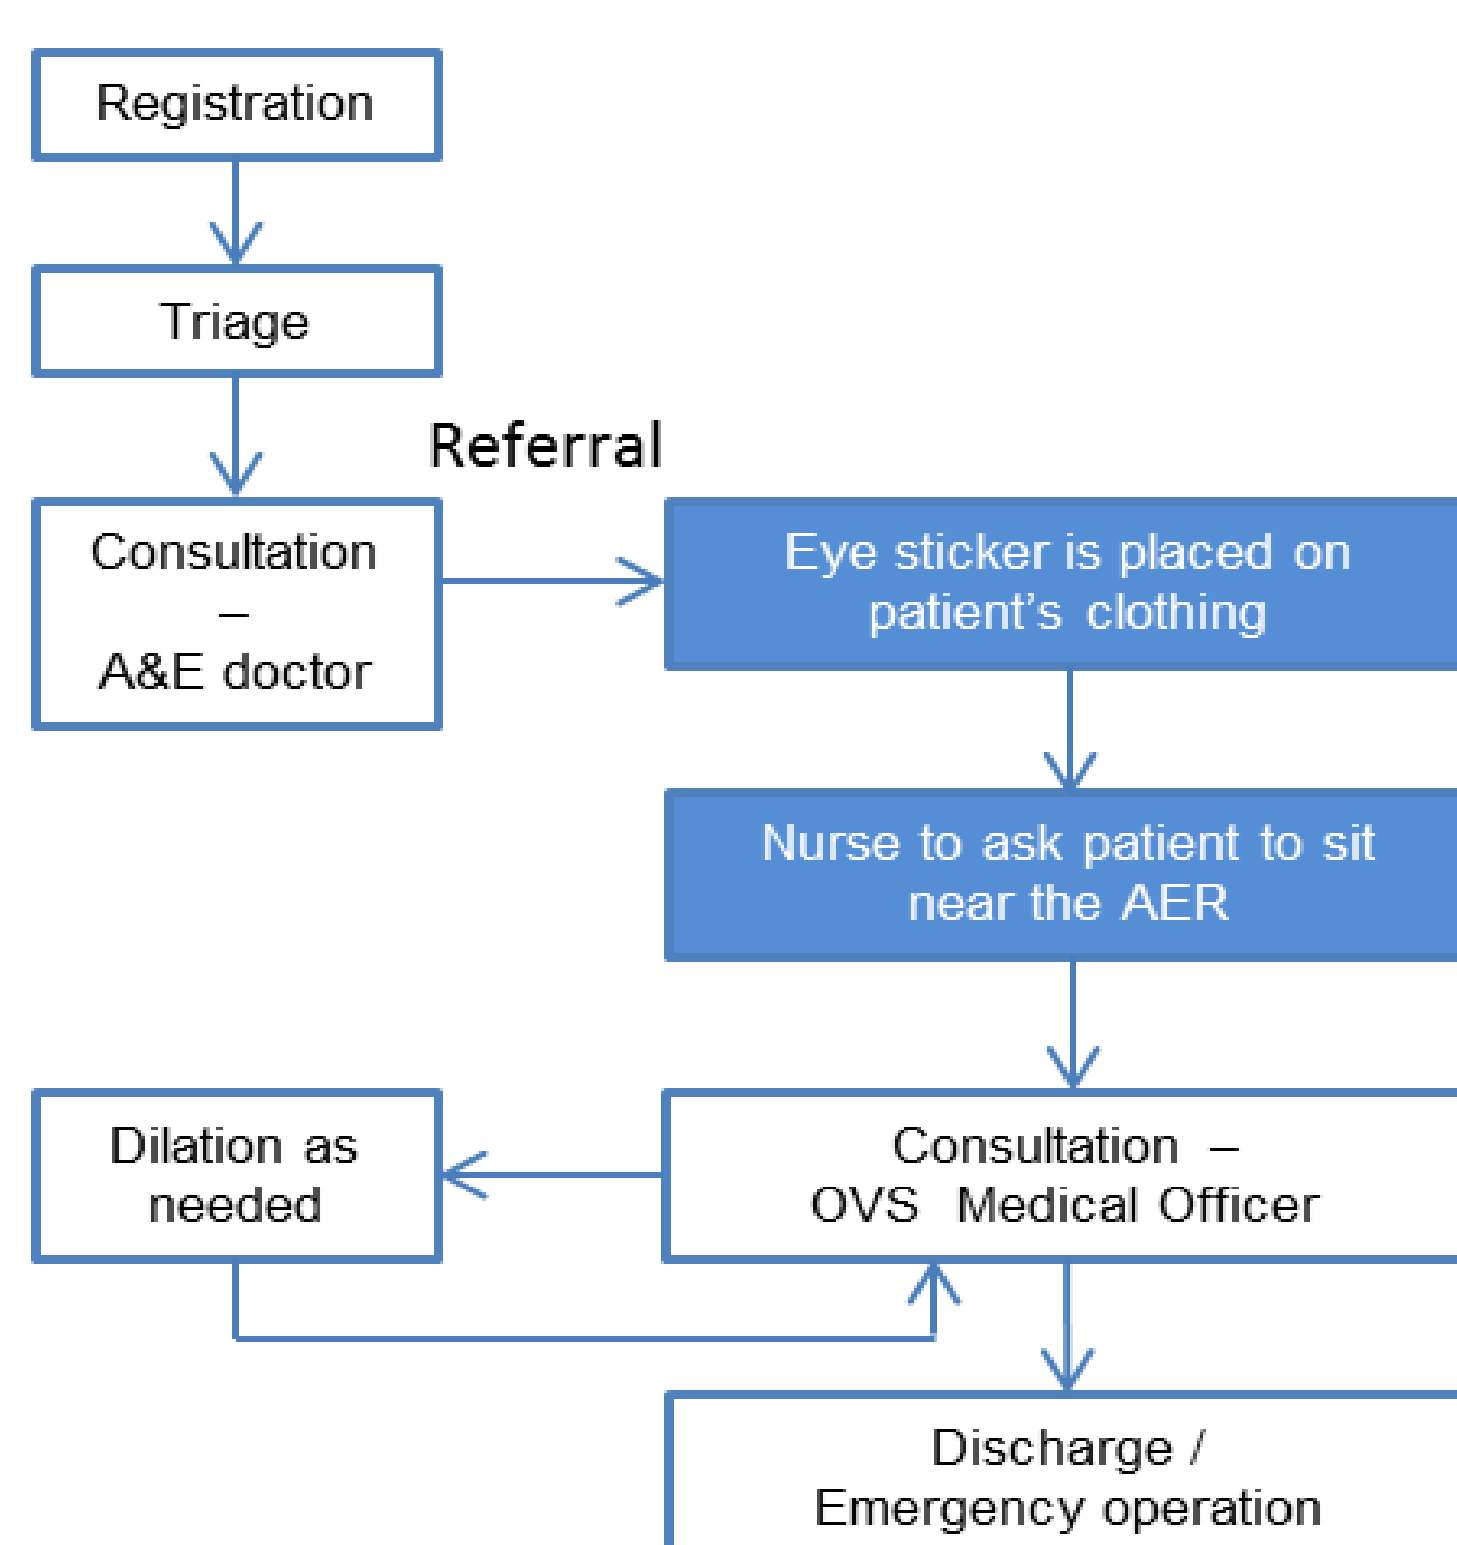 Registration
Triage
Referral
Consultation
–
A&E doctor
Eye sticker is placed on
patient’s clothing
Nurse to ask patient to sit
near the AER
Dilation as
needed
Consultation –
OVS Medical Officer
Discharge /
Emergency operation